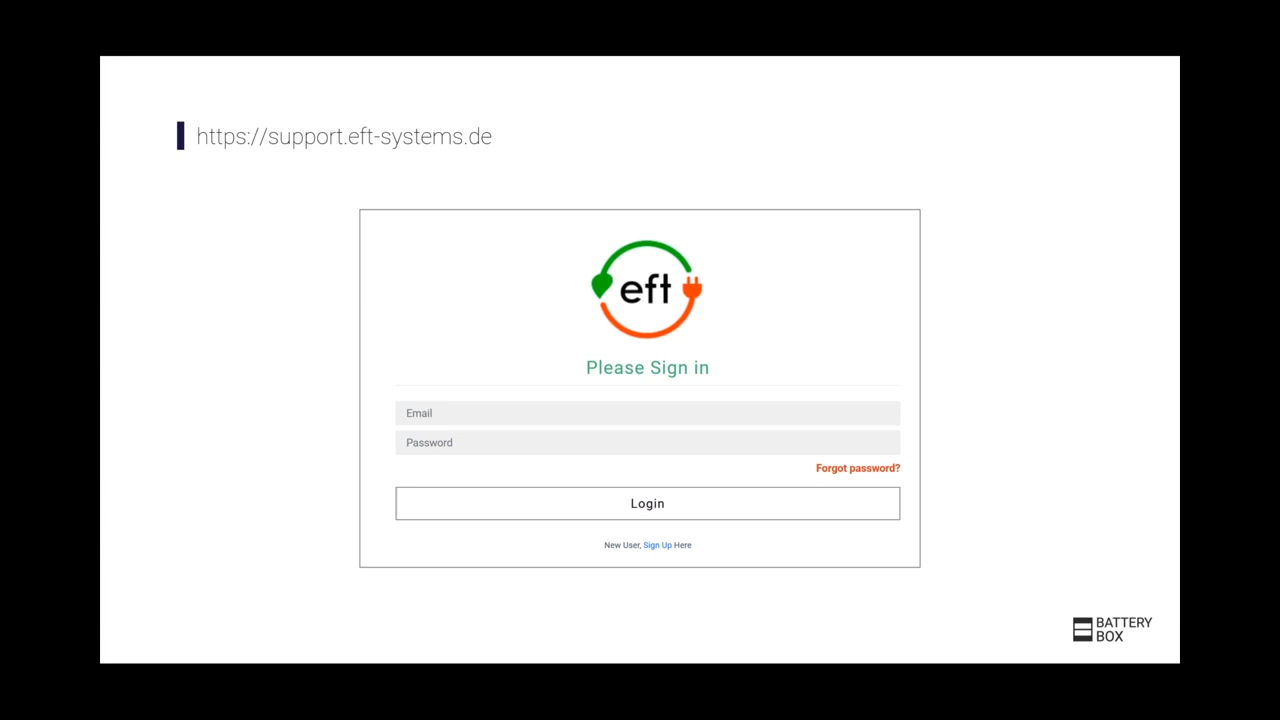 https://support.eft-systems.de
eft
Please Sign in
Email
Password
Forgot password?
Login
New User, Sign Up Here
BATTERY
BOX